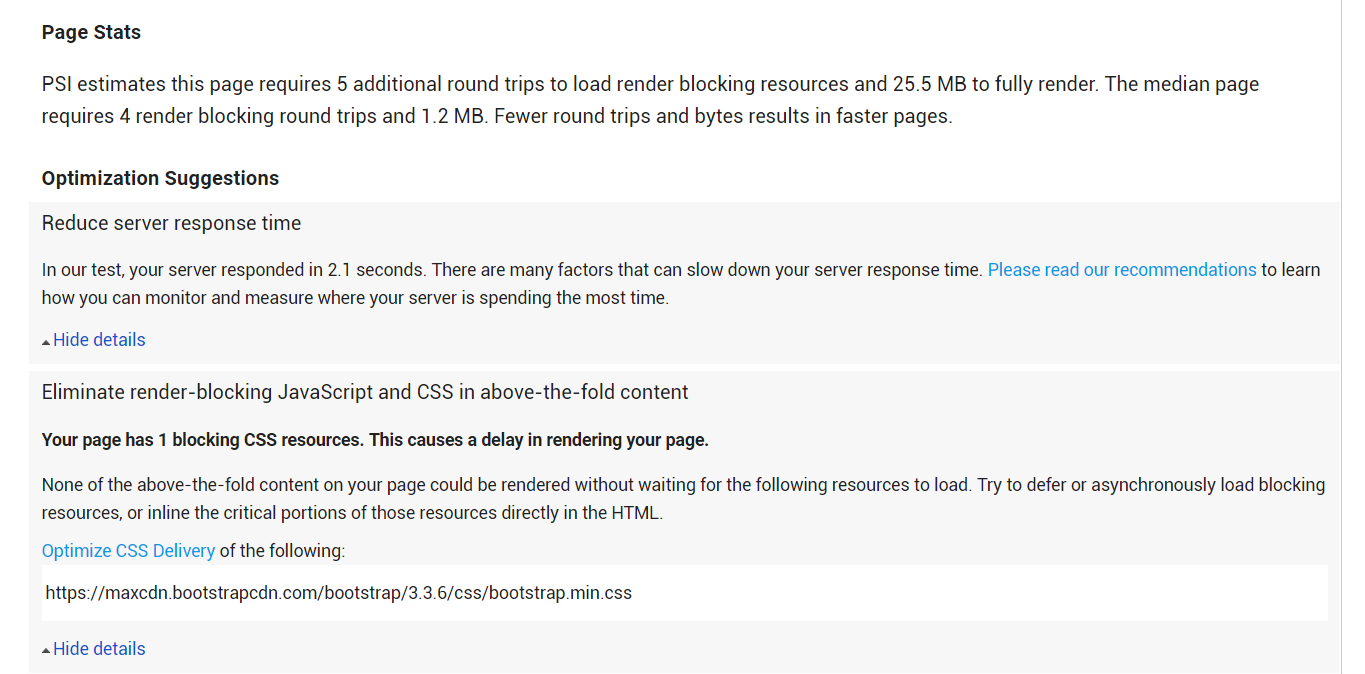 Page Stats
PSI estimates this page requires 5 additional round trips to load render blocking resources and 25.5 MB to fully render. The median page
requires 4 render blocking round trips and 1.2 MB. Fewer round trips and bytes results in faster pages.
Optimization Suggestions
Reduce server response time
In our test, your server responded in 2.1 seconds. There are many factors that can slow down your server response time. Please read our recommendations to learn
how you can monitor and measure where your server is spending the most time.
Hide details
Eliminate render-blocking JavaScript and CSS in above-the-fold content
Your page has 1 blocking CSS resources. This causes a delay in rendering your page.
None of the above-the-fold content on your page could be rendered without waiting for the following resources to load. Try to defer or asynchronously load blocking
resources, or inline the critical portions of those resources directly in the HTML.
Optimize CSS Delivery of the following:
https://maxcdn.bootstrapcdn.com/bootstrap/3.3.6/css/bootstrap.min.css
Hide details